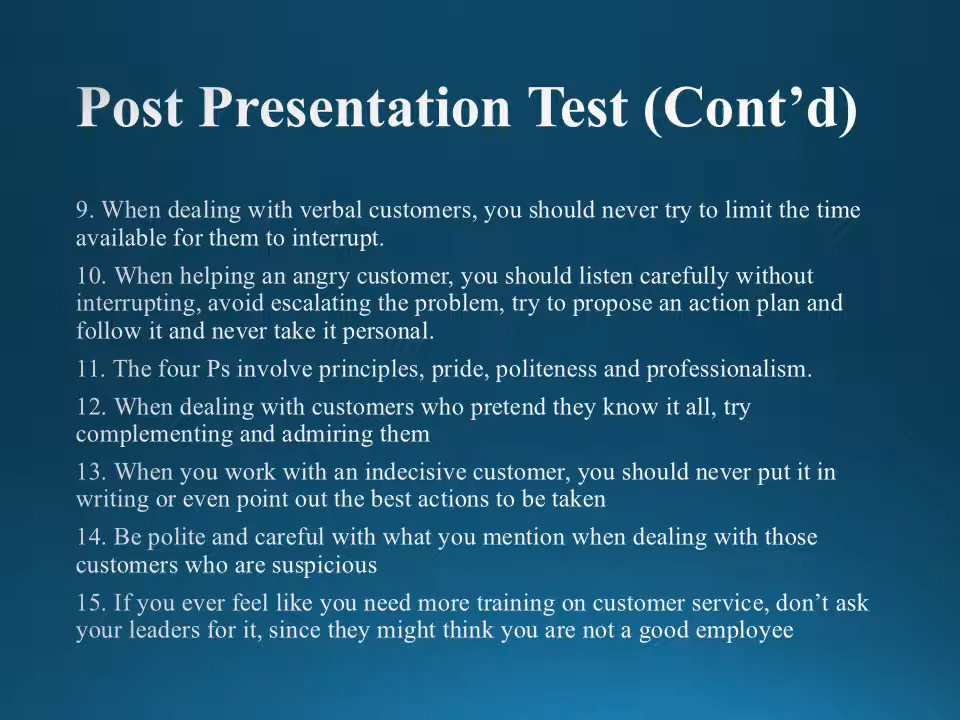 Post Presentation Test (Cont’d)
9. When dealing with verbal customers, you should never try to limit the time
available for them to interrupt.
10. When helping an angry customer, you should listen carefully without
interrupting, avoid escalating the problem, try to propose an action plan and
follow it and never take it personal.
11. The four Ps involve principles, pride, politeness and professionalism.
12. When dealing with customers who pretend they know it all, try
complementing and admiring them
13. When you work with an indecisive customer, you should never put it in
writing or even point out the best actions to be taken
14. Be polite and careful with what you mention when dealing with those
customers who are suspicious
15. If you ever feel like you need more training on customer service, don’t ask
your leaders for it, since they might think you are not a good employee